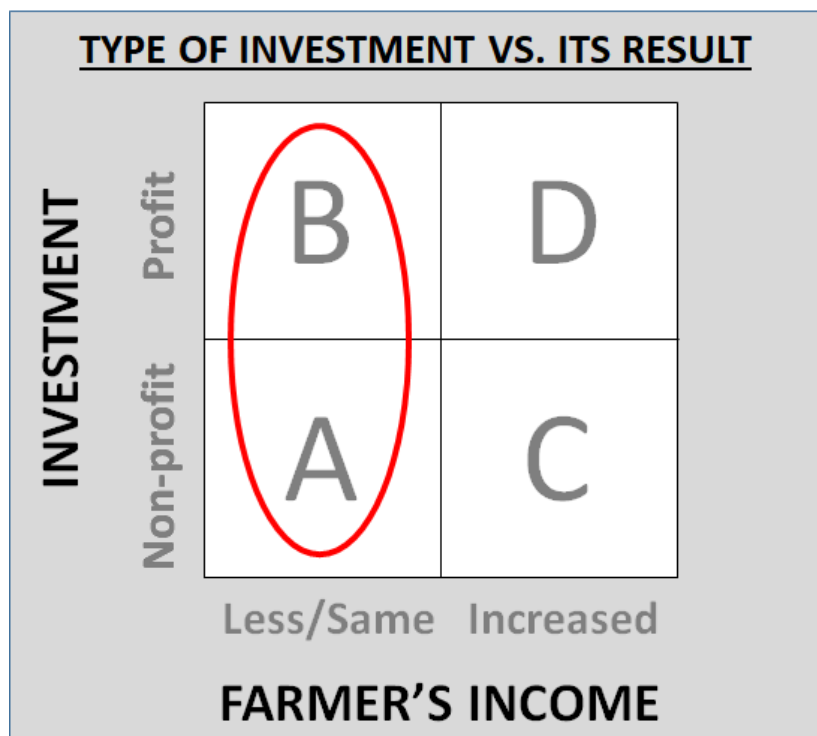 TYPE OF INVESTMENT VS. ITS RESULT
INVESTMENT
Profit
B
D
Non-profit
A
C
Less/Same
Increased
FARMER’S INCOME